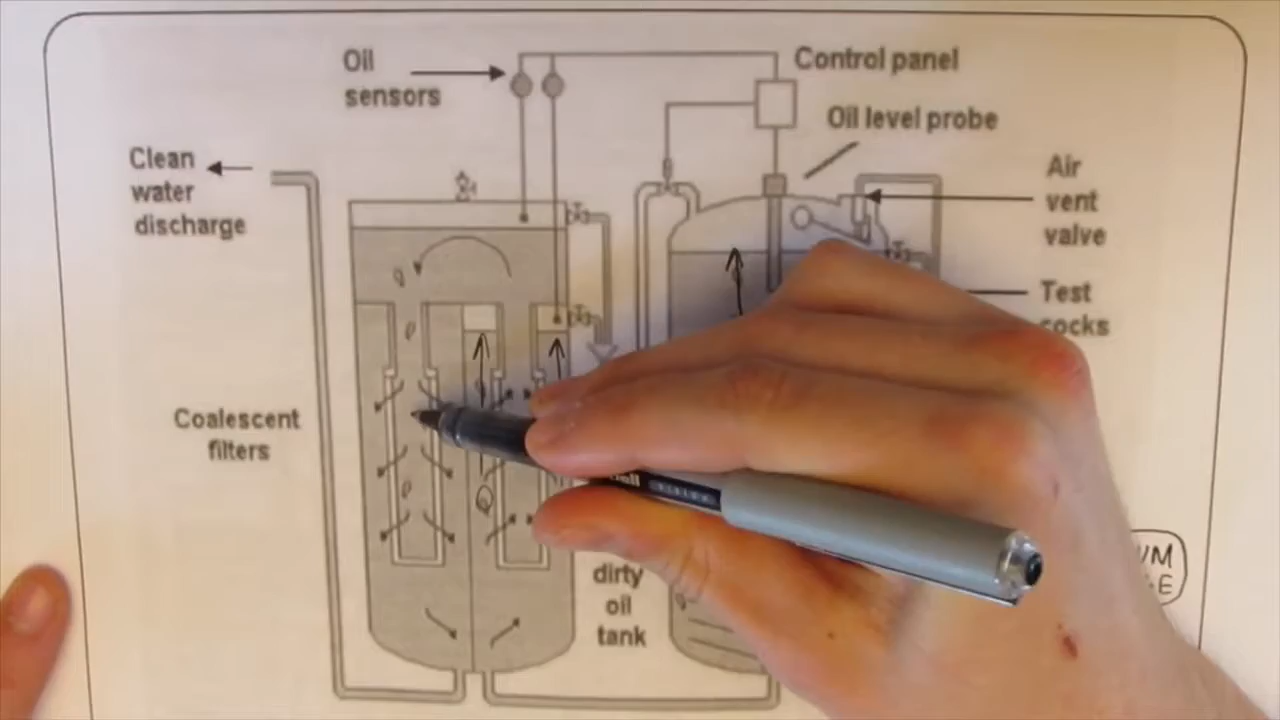 Oil
sensors
Control panel
Oil level probe
Clean
water
discharge
Air
vent
valve
Test
cocks
Coalescent
filters
dirty
oil
tank